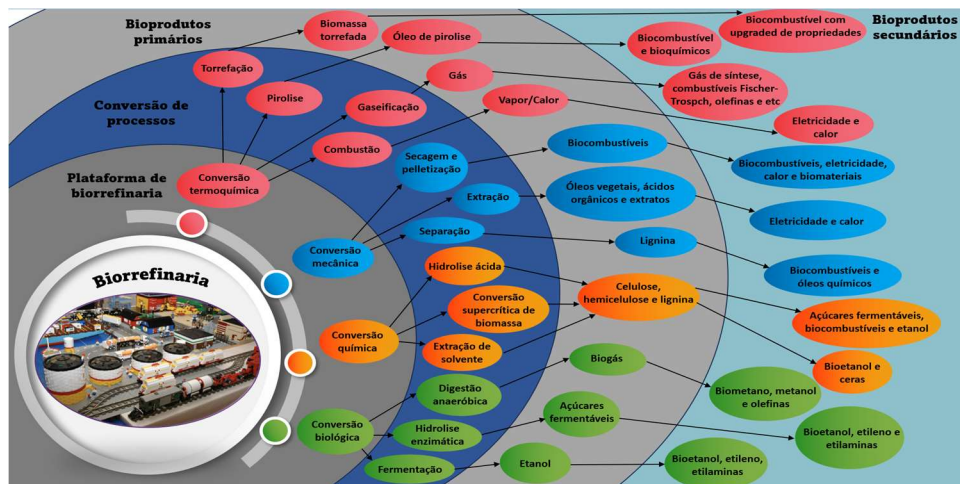 Bioprodutos
primários
Biomassa
torrefada
Biocombustível com
upgraded de propriedades
Bioprodutos
secundários
Óleo de pirolise
Biocombustível
e bioquímicos
Torrefação
Pirolise
Gás
Gás de síntese,
combustíveis Fischer-
Trospch, olefinas e etc
Conversão de
processos
Gaseificação
Vapor/Calor
Eletricidade e
calor
Combustão
Secagem e
pelletização
Biocombustíveis
Biocombustíveis, eletricidade,
calor e biomateriais
Plataforma de
biorrefinaria
Conversão
termoquímica
Extração
Óleos vegetais, ácidos
orgânicos e extratos
Eletricidade e calor
Separação
Lignina
Conversão
mecânica
Biorrefinaria
Hidrolise ácida
Biocombustíveis e
óleos químicos
Celulose,
hemicelulose e lignina
Conversão
supercrítica de
biomassa
Açúcares fermentáveis,
biocombustíveis e etanol
Conversão
química
Extração de
solvente
Biogás
Bioetanol e
ceras
Digestão
anaeróbica
Biometano, metanol
e olefinas
Açúcares
fermentáveis
Conversão
biológica
Hidrolise
enzimática
Bioetanol, etileno e
etilaminas
Fermentação
Etanol
Bioetanol, etileno,
etilaminas